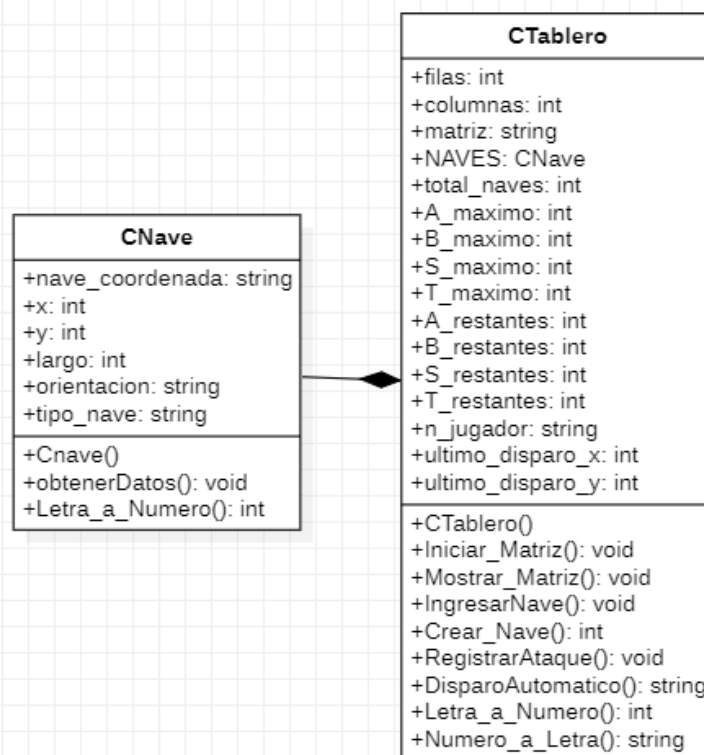 CNave
+nave_coordenada: string
+x: int
+y: int
+largo: int
+orientacion: string
+tipo_nave: string
+Cnave()
+obtenerDatos(): void
+Letra_a_Numero(): int
CTablero
+filas: int
+columnas: int
+matriz: string
+NAVES: CNave
+total_naves: int
+A_maximo: int
+B_maximo: int
+S_maximo: int
+T_maximo: int
+A_restantes: int
+B_restantes: int
+S_restantes: int
+T_restantes: int
+n_jugador: string
+ultimo_disparo_x: int
+ultimo_disparo_y: int
+CTablero()
+Iniciar_Matriz(): void
+Mostrar_Matriz(): void
+IngresarNave(): void
+Crear_Nave(): int
+RegistrarAtaque(): void
+DisparoAutomatico(): string
+Letra_a_Numero(): int
+Numero_a_Letra(): string